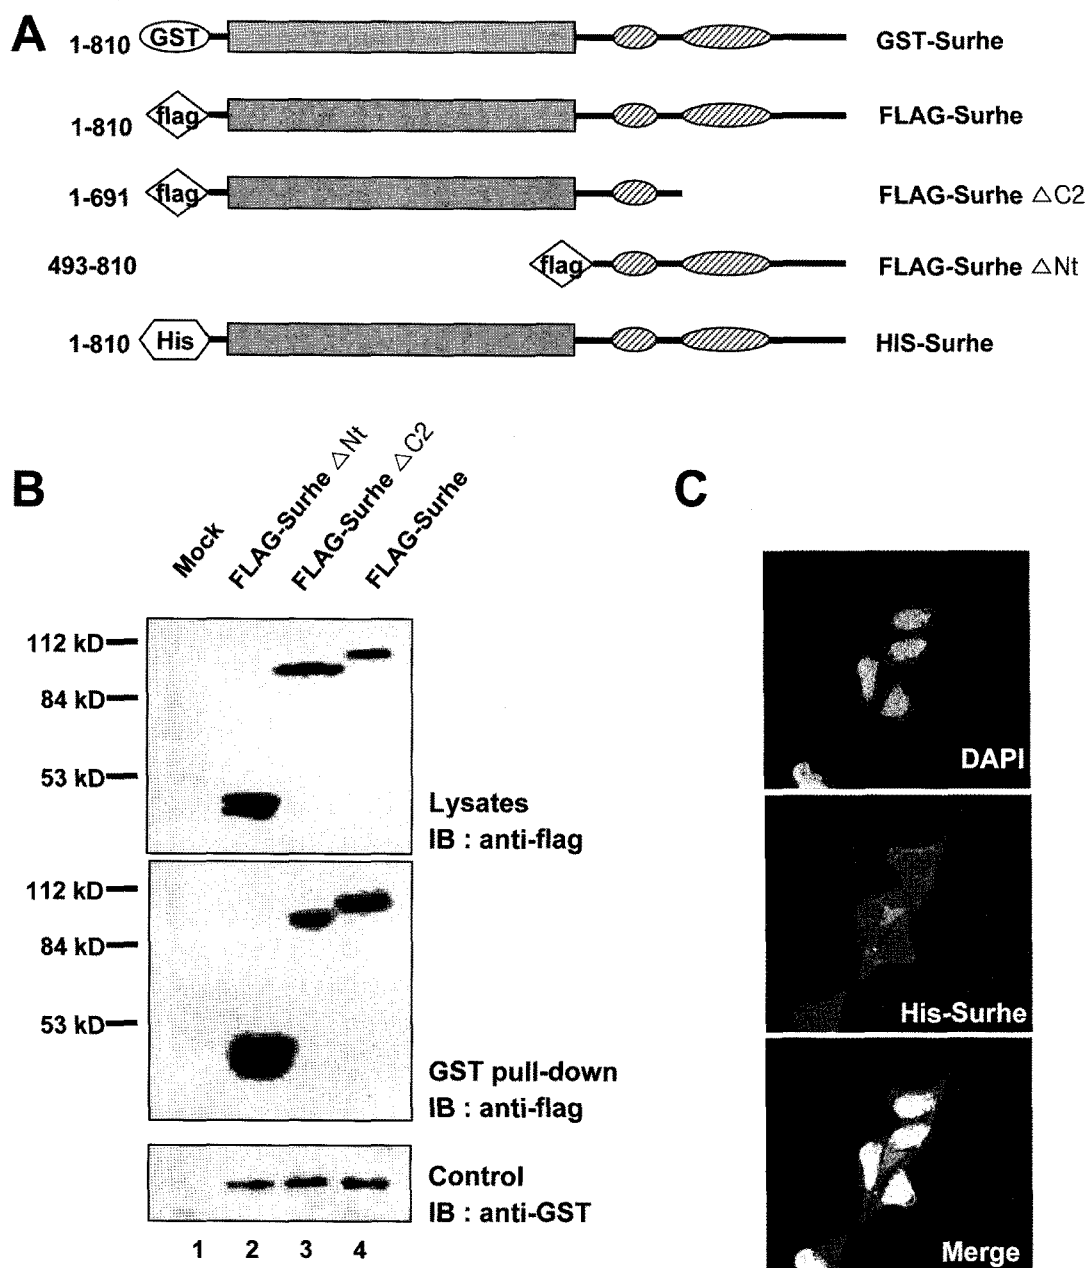 A
1-810 GST GST-Surhe
1-810 flag FLAG-Surhe
1-691 flag FLAG-Surhe △C2
493-810 flag FLAG-Surhe △Nt
1-810 His HIS-Surhe
B
Mock
FLAG-Surhe △Nt
FLAG-Surhe △C2
FLAG-Surhe
112 kD
84 kD
53 kD
Lysates
IB : anti-flag
112 kD
84 kD
53 kD
GST pull-down
IB : anti-flag
Control
IB : anti-GST
1 2 3 4
C
DAPI
His-Surhe
Merge